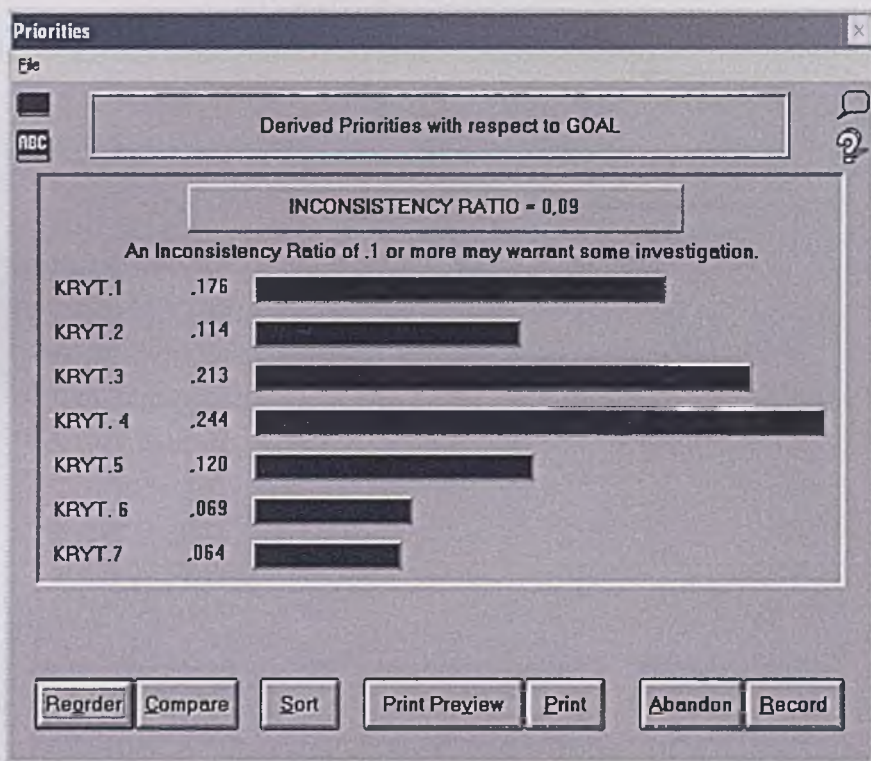 Priorities
File
ABC
Derived Priorities with respect to GOAL
INCONSISTENCY RATIO = 0,09
An Inconsistency Ratio of .1 or more may warrant some investigation.
KRYT.1 .176
KRYT.2 .114
KRYT.3 .213
KRYT. 4 .244
KRYT.5 .120
KRYT. 6 .069
KRYT.7 .064
Reorder Compare Sort Print Preview Print Abandon Record